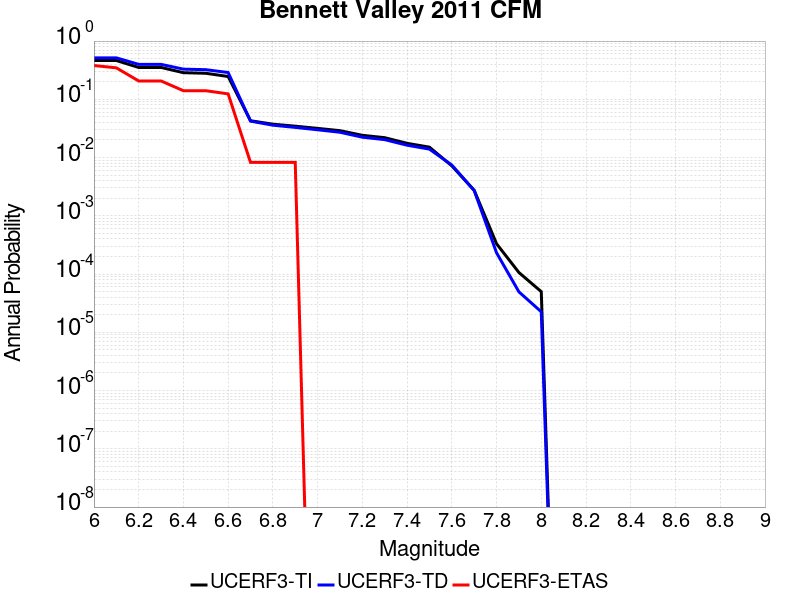 Bennett Valley 2011 CFM
10^0
10^-1
10^-2
10^-3
10^-4
10^-5
10^-6
10^-7
10^-8
Annual Probability
6 6.2 6.4 6.6 6.8 7 7.2 7.4 7.6 7.8 8 8.2 8.4 8.6 8.8 9
Magnitude
UCERF3-TI UCERF3-TD UCERF3-ETAS